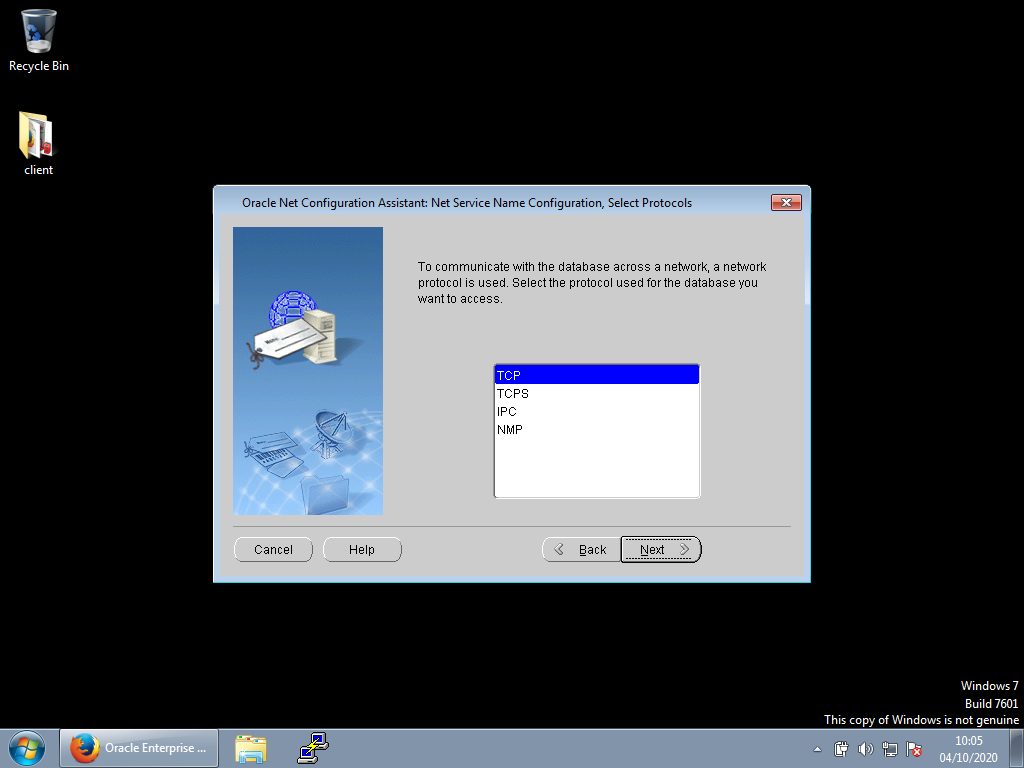 Recycle Bin
client
Oracle Net Configuration Assistant: Net Service Name Configuration, Select Protocols
To communicate with the database across a network, a network
protocol is used. Select the protocol used for the database you
want to access.
TCP
TCPS
IPC
NMP
Cancel
Help
Back
Next
Windows 7
Build 7601
This copy of Windows is not genuine
Oracle Enterprise ...
10:05
04/10/2020